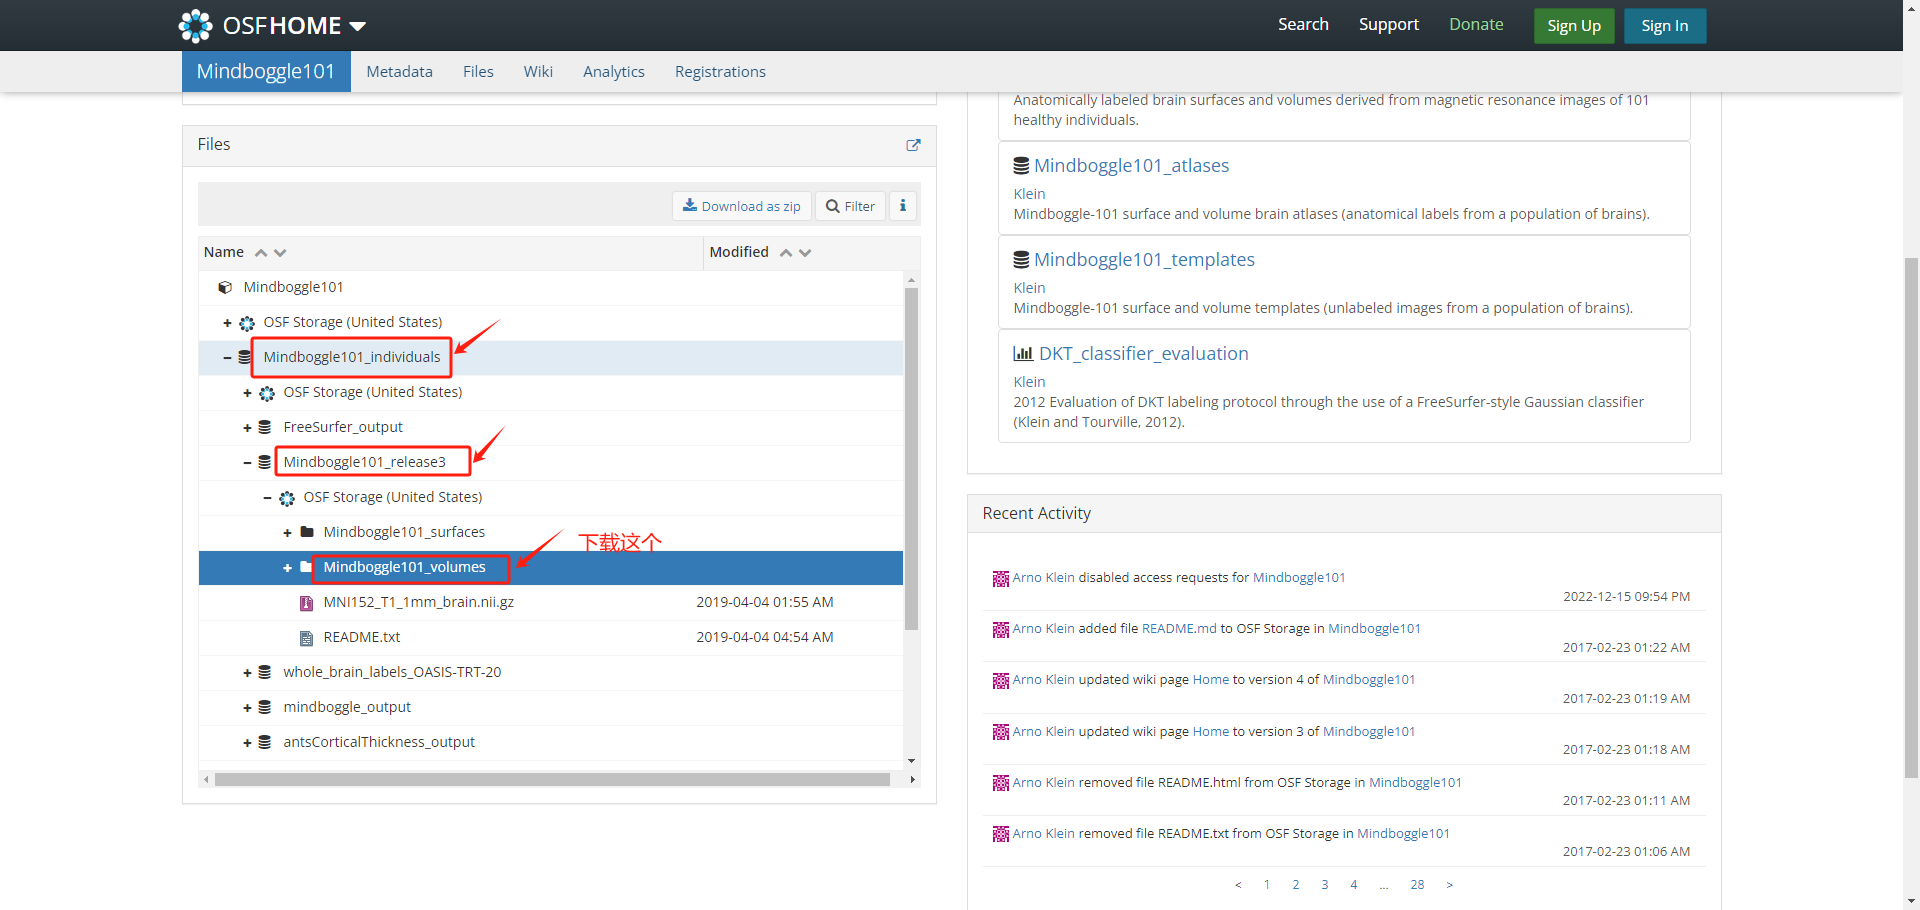 OSFHOME
Search
Support
Donate
Sign Up
Sign In
Mindboggle101
Metadata
Files
Wiki
Analytics
Registrations
Files
Download as zip
Filter
Name
Modified
Mindboggle101
OSF Storage (United States)
Mindboggle101_individuals
OSF Storage (United States)
FreeSurfer_output
Mindboggle101_release3
OSF Storage (United States)
Mindboggle101_surfaces
下载这个
Mindboggle101_volumes
MNI152_T1_1mm_brain.nii.gz 2019-04-04 01:55 AM
README.txt 2019-04-04 04:54 AM
whole_brain_labels_OASIS-TRT-20
mindboggle_output
antsCorticalThickness_output
Anatomically labeled brain surfaces and volumes derived from magnetic resonance images of 101
healthy individuals.
Mindboggle101_atlases
Klein
Mindboggle-101 surface and volume brain atlases (anatomical labels from a population of brains).
Mindboggle101_templates
Klein
Mindboggle-101 surface and volume templates (unlabeled images from a population of brains).
DKT_classifier_evaluation
Klein
2012 Evaluation of DKT labeling protocol through the use of a FreeSurfer-style Gaussian classifier
(Klein and Tourville, 2012).
Recent Activity
Arno Klein disabled access requests for Mindboggle101
2022-12-15 09:54 PM
Arno Klein added file README.md to OSF Storage in Mindboggle101
2017-02-23 01:22 AM
Arno Klein updated wiki page Home to version 4 of Mindboggle101
2017-02-23 01:19 AM
Arno Klein updated wiki page Home to version 3 of Mindboggle101
2017-02-23 01:18 AM
Arno Klein removed file README.html from OSF Storage in Mindboggle101
2017-02-23 01:11 AM
Arno Klein removed file README.txt from OSF Storage in Mindboggle101
2017-02-23 01:06 AM
< 1 2 3 4 ... 28 >